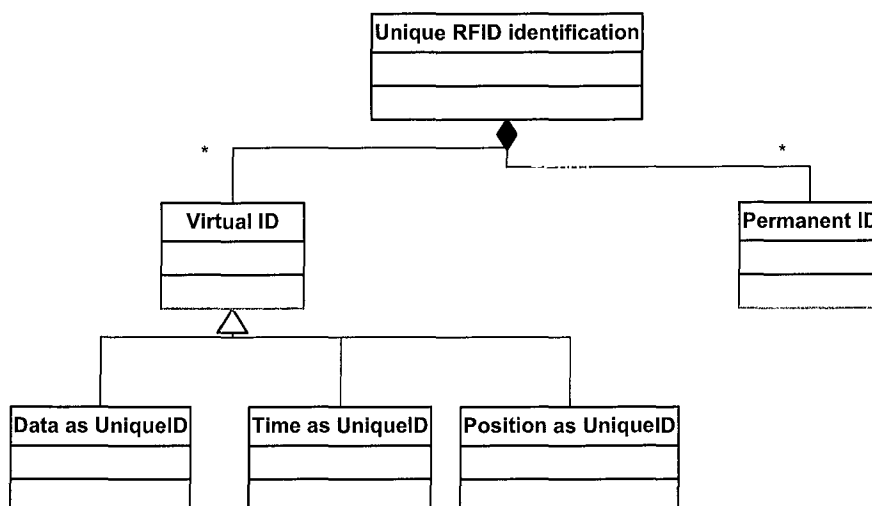 Unique RFID identification
* *
Virtual ID
Permanent ID
Data as UniqueID
Time as UniqueID
Position as UniqueID